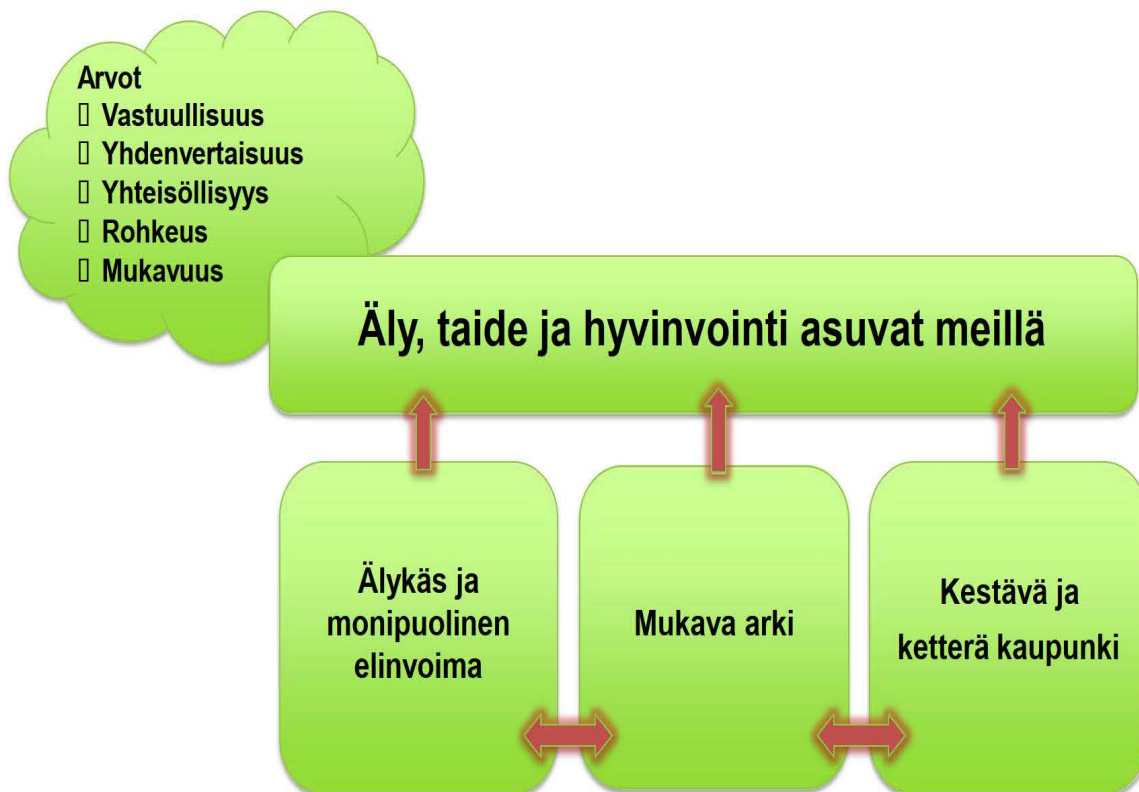 Arvot
▯ Vastuullisuus
▯ Yhdenvertaisuus
▯ Yhteisöllisyys
▯ Rohkeus
▯ Mukavuus
Äly, taide ja hyvinvointi asuvat meillä
Älykäs ja
monipuolinen
elinvoima
Mukava arki
Kestävä ja
ketterä kaupunki